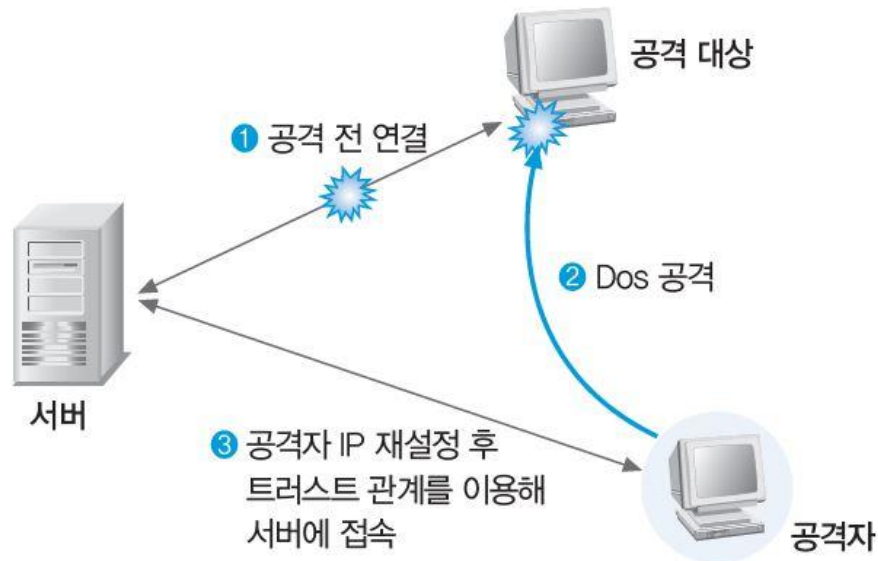 공격 대상
❶ 공격 전 연결
❷ Dos 공격
서버
❸ 공격자 IP 재설정 후
트러스트 관계를 이용해
서버에 접속
공격자